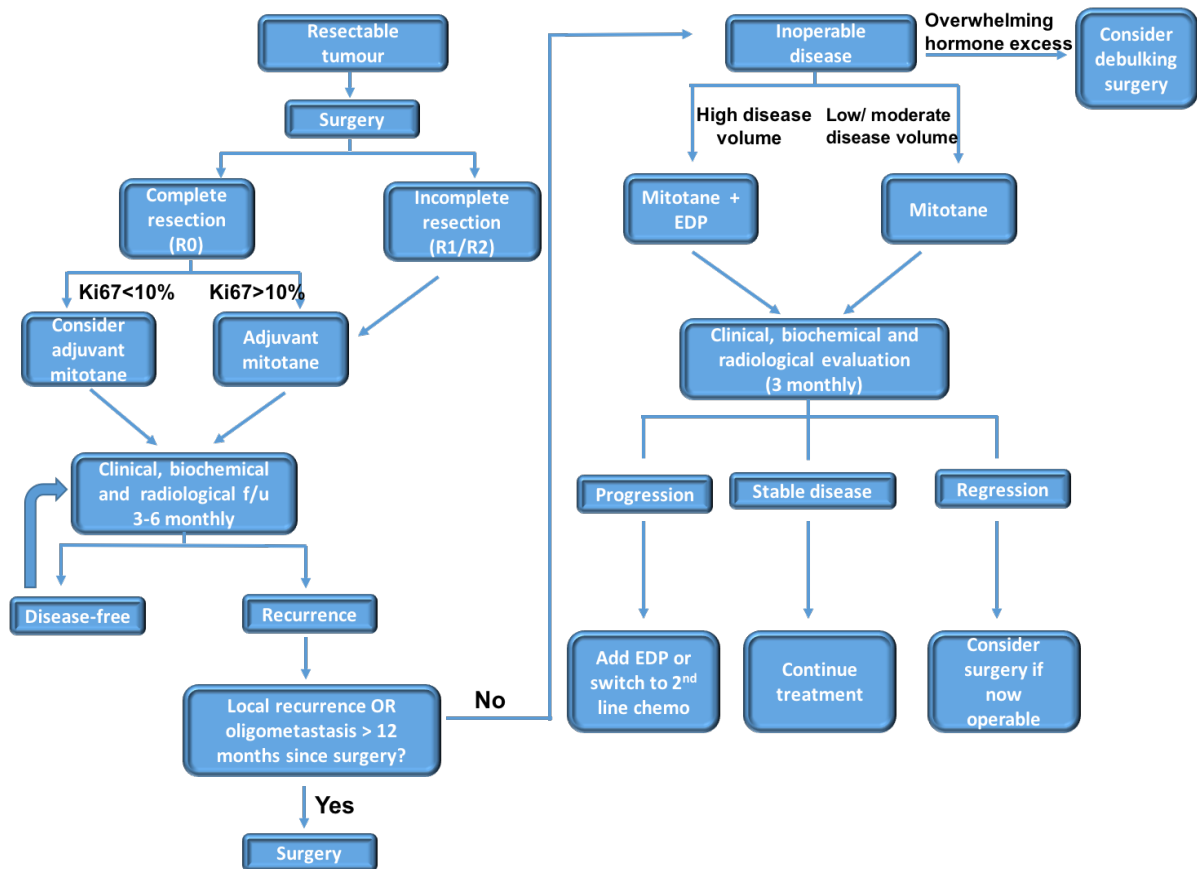 Resectable
tumour
Surgery
Complete
resection
(R0)
Incomplete
resection
(R1/R2)
Ki67<10%
Ki67>10%
Consider
adjuvant
mitotane
Adjuvant
mitotane
Clinical, biochemical
and radiological f/u
3-6 monthly
Disease-free
Recurrence
Local recurrence OR
oligometastasis > 12
months since surgery?
No
Yes
Surgery
Inoperable
disease
Overwhelming
hormone excess
Consider
debulking
surgery
High disease
volume
Low/ moderate
disease volume
Mitotane +
EDP
Mitotane
Clinical, biochemical and
radiological evaluation
(3 monthly)
Progression
Stable disease
Regression
Add EDP or
switch to 2nd
line chemo
Continue
treatment
Consider
surgery if
now
operable